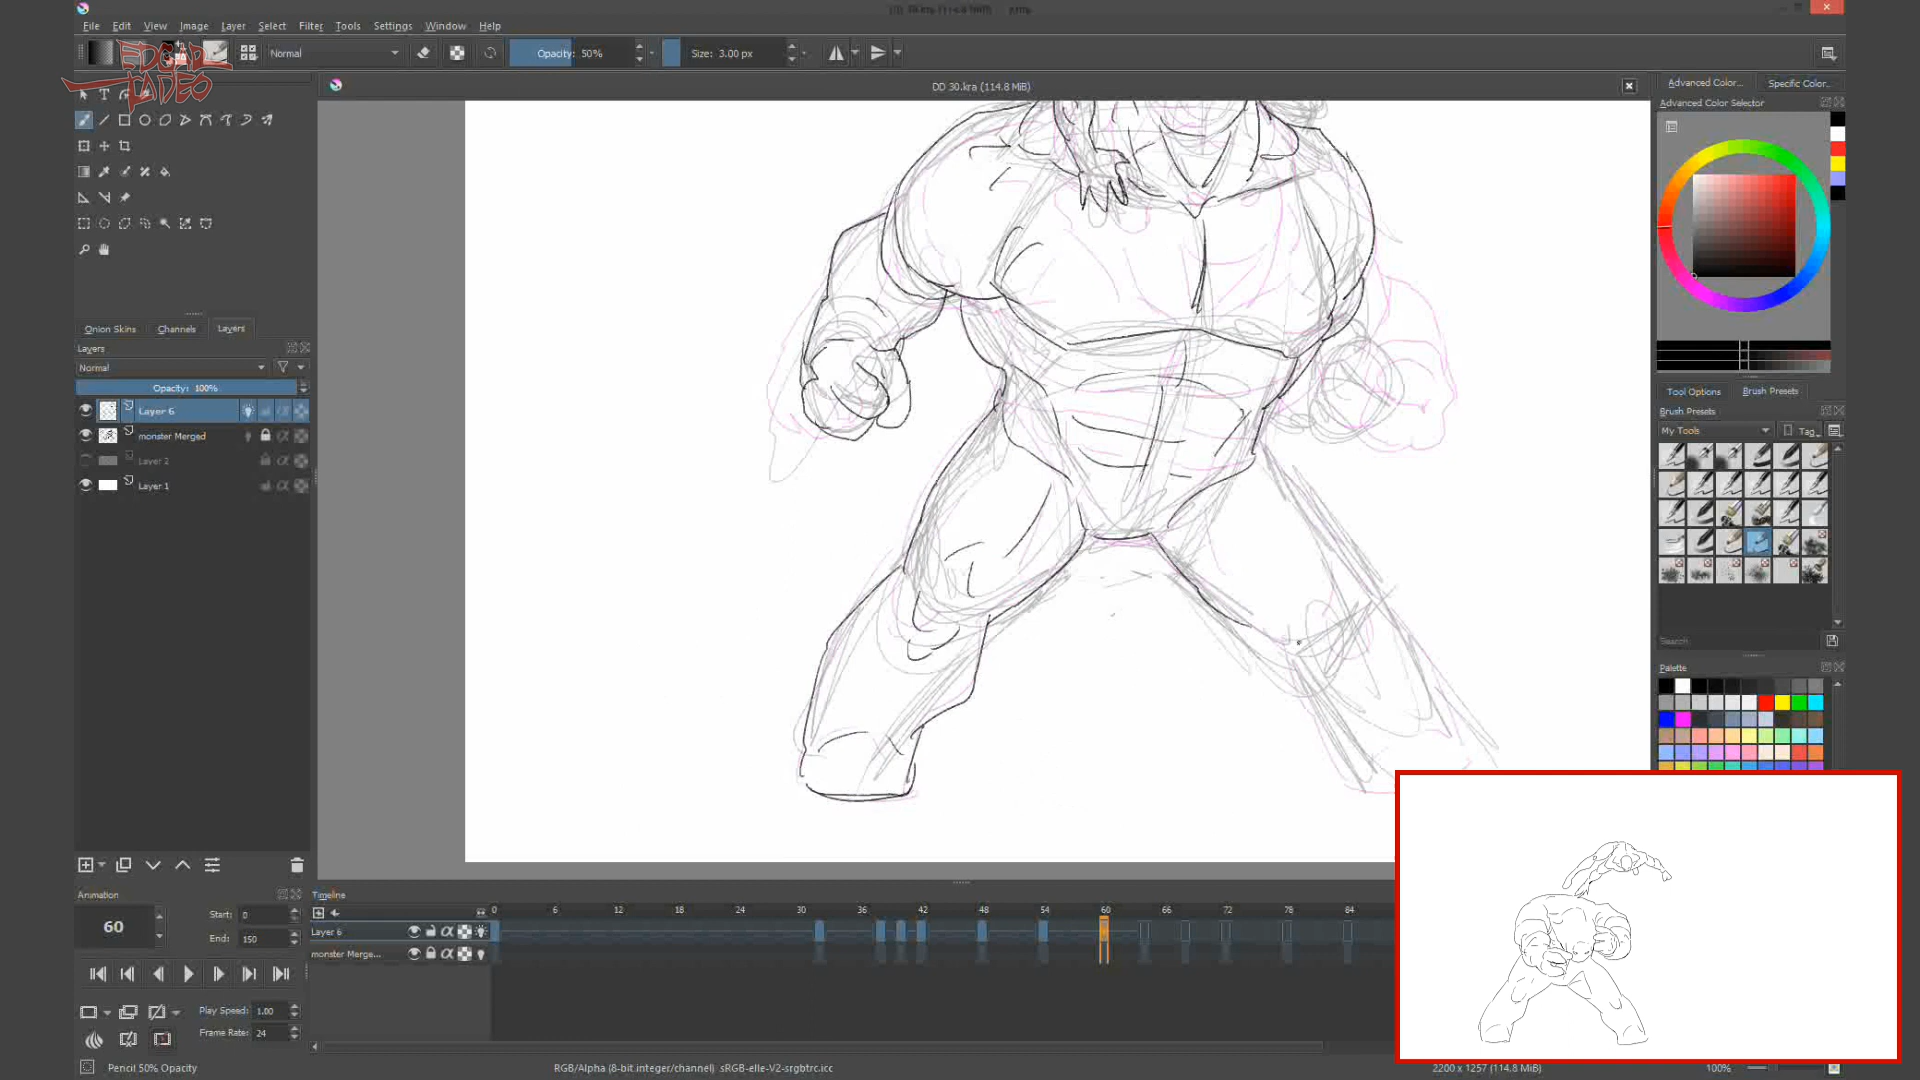 File Edit View Image Layer Select Filter Tools Settings Window Help
EDGAR
TADEO
Normal
Opacity: 50%
Size: 3.00 px
DD 30.kra (114.8 MiB)
Advanced Color...
Specific Color...
Advanced Color Selector
Onion Skins
Channels
Layers
Layers
Normal
Opacity: 100%
Layer 6
monster Merged
Layer 2
Layer 1
Tool Options
Brush Presets
Brush Presets
My Tools
Tag
Search
Palette
Animation
60
Start: 0
End: 150
Play Speed: 1.00
Frame Rate: 24
Timeline
0 6 12 18 24 30 36 42 48 54 60 66 72 78 84
Layer 6
monster Merge...
Pencil 50% Opacity
RGB/Alpha (8-bit integer/channel) sRGB-elle-V2-srgbtrc.icc
2200 x 1257 (114.8 MiB)
100%